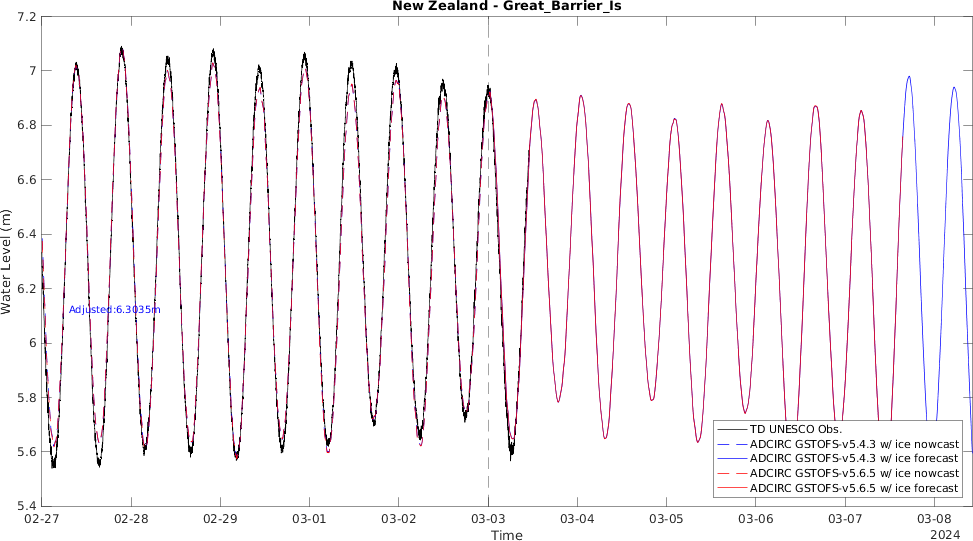 New Zealand - Great_Barrier_Is
7.2
7
6.8
6.6
6.4
6.2
6
5.8
5.6
5.4
Water Level (m)
Adjusted:6.3035m
TD UNESCO Obs.
ADCIRC GSTOFS-v5.4.3 w/ ice nowcast
ADCIRC GSTOFS-v5.4.3 w/ ice forecast
ADCIRC GSTOFS-v5.6.5 w/ ice nowcast
ADCIRC GSTOFS-v5.6.5 w/ ice forecast
02-27 02-28 02-29 03-01 03-02 03-03 03-04 03-05 03-06 03-07 03-08
Time
2024